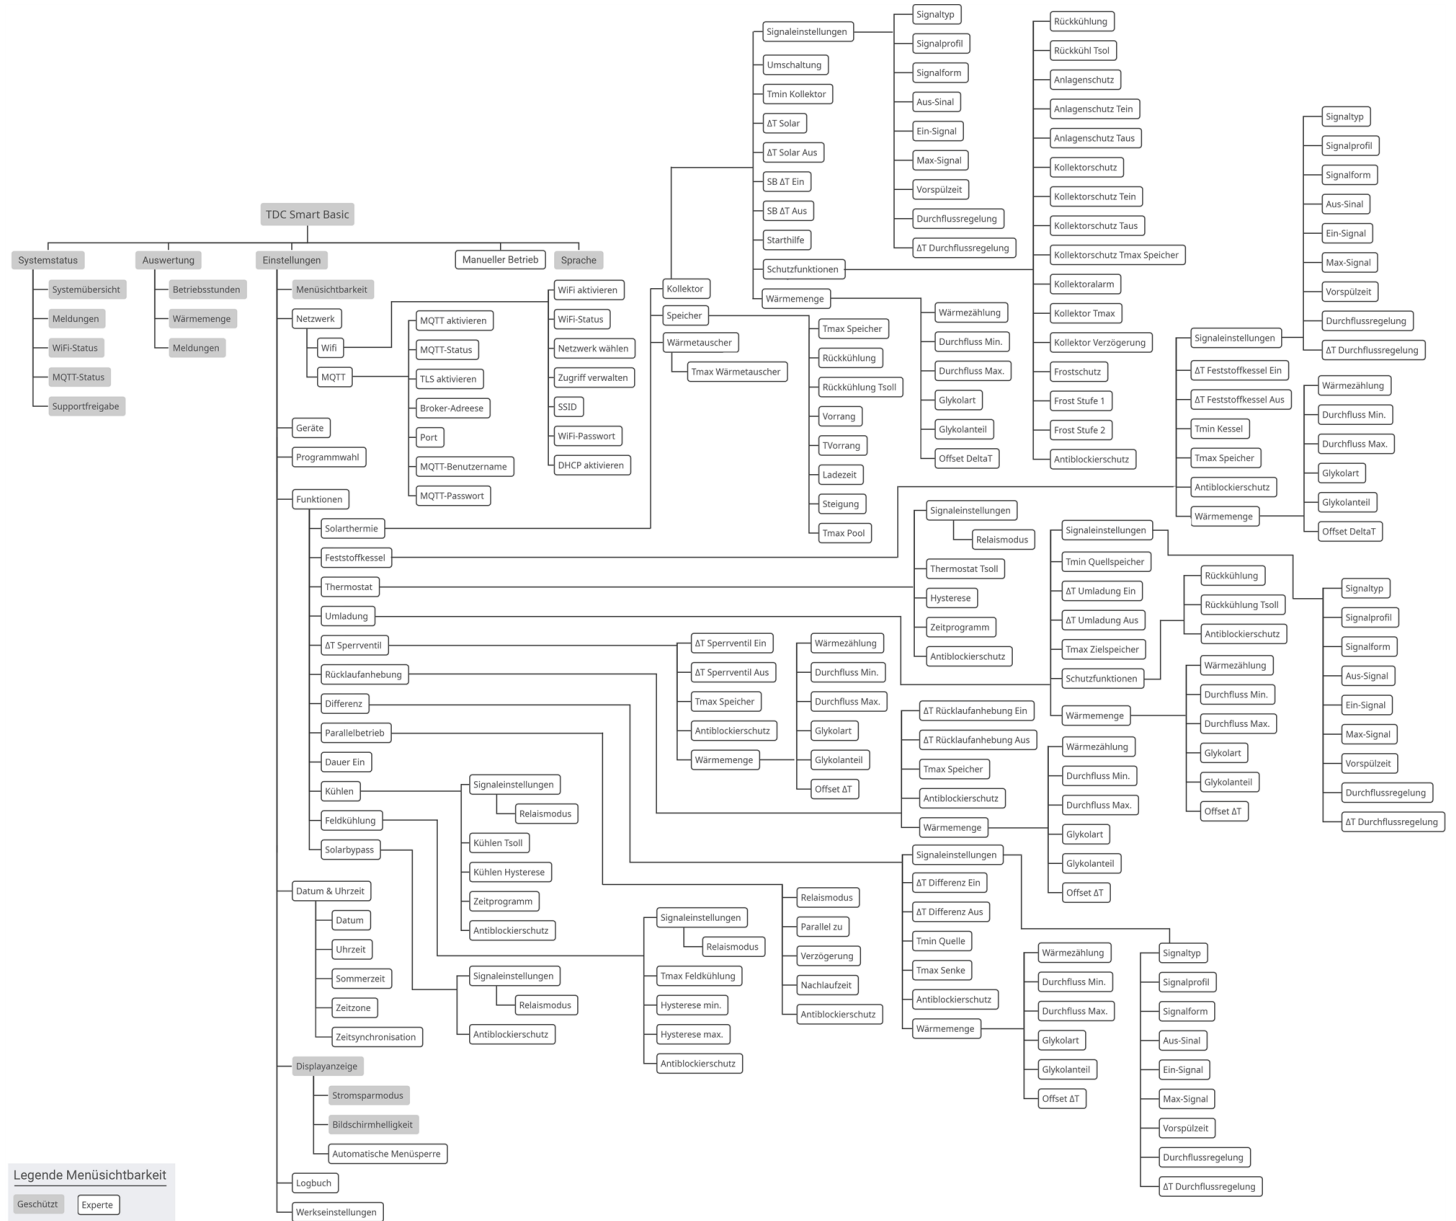 TDC Smart Basic
Systemstatus
Systemübersicht
Meldungen
WiFi-Status
MQTT-Status
Supportfreigabe
Auswertung
Betriebsstunden
Wärmemenge
Meldungen
Einstellungen
Menüsichtbarkeit
Netzwerk
Wifi
WiFi aktivieren
WiFi-Status
Netzwerk wählen
Zugriff verwalten
SSID
WiFi-Passwort
DHCP aktivieren
MQTT
MQTT aktivieren
MQTT-Status
TLS aktivieren
Broker-Adreese
Port
MQTT-Benutzername
MQTT-Passwort
Geräte
Programmwahl
Funktionen
Solarthermie
Kollektor
Signaleinstellungen
Signaltyp
Signalprofil
Signalform
Aus-Sinal
Ein-Signal
Max-Signal
Vorspülzeit
Durchflussregelung
ΔT Durchflussregelung
Umschaltung
Tmin Kollektor
ΔT Solar
ΔT Solar Aus
SB ΔT Ein
SB ΔT Aus
Starthilfe
Schutzfunktionen
Rückkühlung
Rückkühl Tsol
Anlagenschutz
Anlagenschutz Tein
Anlagenschutz Taus
Kollektorschutz
Kollektorschutz Tein
Kollektorschutz Taus
Kollektorschutz Tmax Speicher
Kollektoralarm
Kollektor Tmax
Kollektor Verzögerung
Frostschutz
Frost Stufe 1
Frost Stufe 2
Antiblockierschutz
Wärmemenge
Wärmezählung
Durchfluss Min.
Durchfluss Max.
Glykolart
Glykolanteil
Offset DeltaT
Speicher
Tmax Speicher
Rückkühlung
Rückkühlung Tsoll
Vorrang
TVorrang
Ladezeit
Steigung
Tmax Pool
Wärmetauscher
Tmax Wärmetauscher
Feststoffkessel
Signaleinstellungen
Signaltyp
Signalprofil
Signalform
Aus-Sinal
Ein-Signal
Max-Signal
Vorspülzeit
Durchflussregelung
ΔT Durchflussregelung
ΔT Feststoffkessel Ein
ΔT Feststoffkessel Aus
Tmin Kessel
Tmax Speicher
Antiblockierschutz
Wärmemenge
Wärmezählung
Durchfluss Min.
Durchfluss Max.
Glykolart
Glykolanteil
Offset DeltaT
Thermostat
Signaleinstellungen
Relaismodus
Thermostat Tsoll
Hysterese
Zeitprogramm
Antiblockierschutz
Umladung
Signaleinstellungen
Signaltyp
Signalprofil
Signalform
Aus-Signal
Ein-Signal
Max-Signal
Vorspülzeit
Durchflussregelung
ΔT Durchflussregelung
Tmin Quellspeicher
ΔT Umladung Ein
ΔT Umladung Aus
Tmax Zielspeicher
Schutzfunktionen
Rückkühlung
Rückkühlung Tsoll
Antiblockierschutz
Wärmemenge
Wärmezählung
Durchfluss Min.
Durchfluss Max.
Glykolart
Glykolanteil
Offset ΔT
ΔT Sperrventil
ΔT Sperrventil Ein
ΔT Sperrventil Aus
Tmax Speicher
Antiblockierschutz
Wärmemenge
Wärmezählung
Durchfluss Min.
Durchfluss Max.
Glykolart
Glykolanteil
Offset ΔT
Rücklaufanhebung
ΔT Rücklaufanhebung Ein
ΔT Rücklaufanhebung Aus
Tmax Speicher
Antiblockierschutz
Wärmemenge
Wärmezählung
Durchfluss Min.
Durchfluss Max.
Glykolart
Glykolanteil
Offset ΔT
Differenz
Signaleinstellungen
Signaltyp
Signalprofil
Signalform
Aus-Sinal
Ein-Signal
Max-Signal
Vorspülzeit
Durchflussregelung
ΔT Durchflussregelung
ΔT Differenz Ein
ΔT Differenz Aus
Tmin Quelle
Tmax Senke
Antiblockierschutz
Wärmemenge
Wärmezählung
Durchfluss Min.
Durchfluss Max.
Glykolart
Glykolanteil
Offset ΔT
Parallelbetrieb
Relaismodus
Parallel zu
Verzögerung
Nachlaufzeit
Antiblockierschutz
Dauer Ein
Kühlen
Signaleinstellungen
Relaismodus
Kühlen Tsoll
Kühlen Hysterese
Zeitprogramm
Antiblockierschutz
Feldkühlung
Signaleinstellungen
Relaismodus
Tmax Feldkühlung
Hysterese min.
Hysterese max.
Antiblockierschutz
Solarbypass
Signaleinstellungen
Relaismodus
Antiblockierschutz
Datum & Uhrzeit
Datum
Uhrzeit
Sommerzeit
Zeitzone
Zeitsynchronisation
Displayanzeige
Stromsparmodus
Bildschirmhelligkeit
Automatische Menüsperre
Logbuch
Werkseinstellungen
Manueller Betrieb
Sprache
Legende Menüsichtbarkeit
Geschützt
Experte